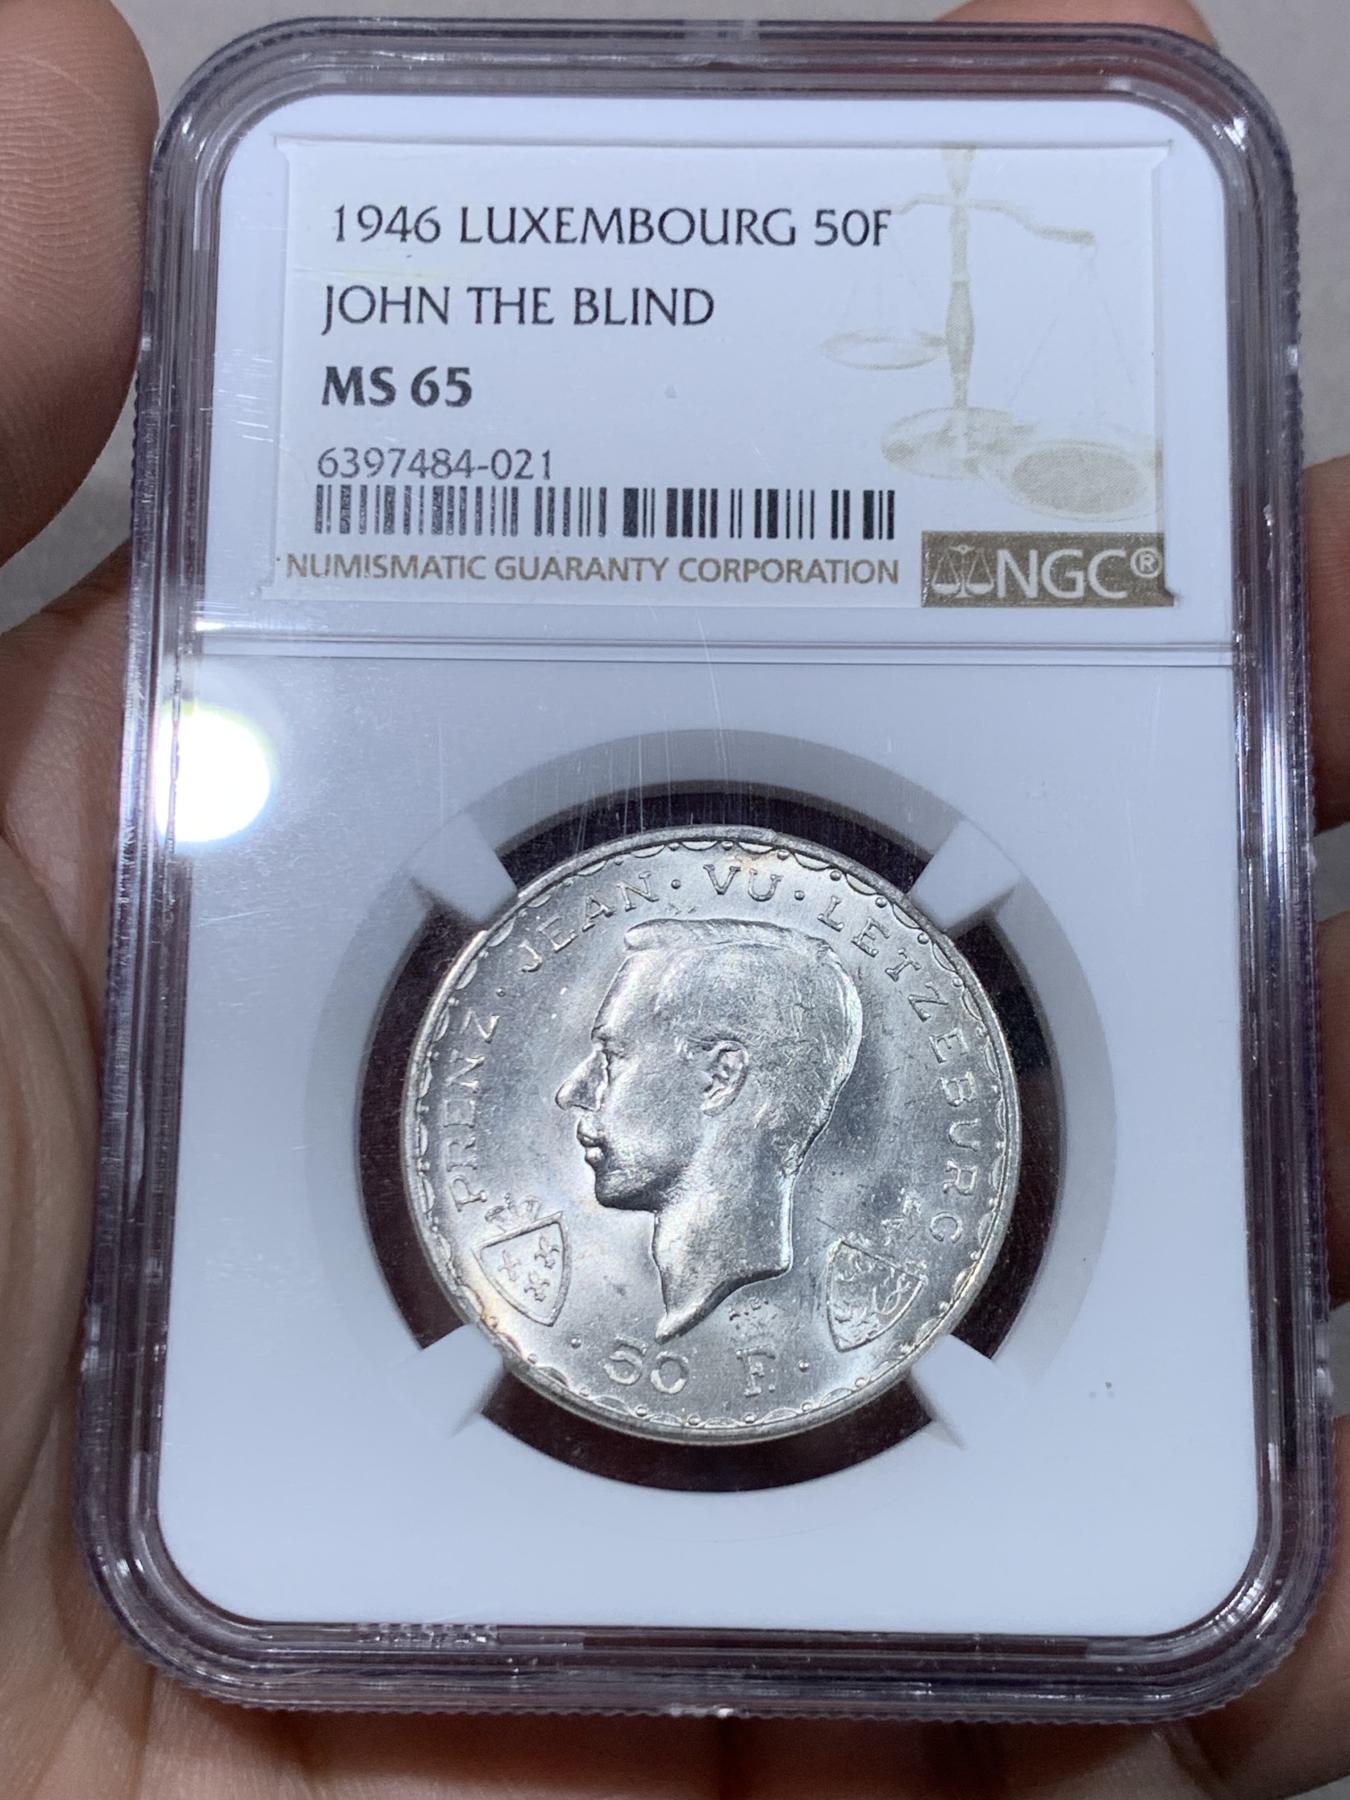 1946 LUXEMBOURG 50F
JOHN THE BLIND
MS 65
6397484-021
NUMISMATIC GUARANTY CORPORATION
NGC®
PRENZ · JEAN · VU · LETZEBURG
· 50 F. ·